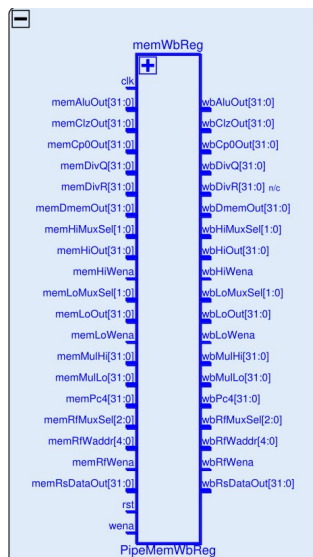 memWbReg
clk
memAluOut[31:0] wbAluOut[31:0]
memClzOut[31:0] wbClzOut[31:0]
memCp0Out[31:0] wbCp0Out[31:0]
memDivQ[31:0] wbDivQ[31:0]
memDivR[31:0] wbDivR[31:0] n/c
memDmemOut[31:0] wbDmemOut[31:0]
memHiMuxSel[1:0] wbHiMuxSel[1:0]
memHiOut[31:0] wbHiOut[31:0]
memHiWena wbHiWena
memLoMuxSel[1:0] wbLoMuxSel[1:0]
memLoOut[31:0] wbLoOut[31:0]
memLoWena wbLoWena
memMulHi[31:0] wbMulHi[31:0]
memMulLo[31:0] wbMulLo[31:0]
memPc4[31:0] wbPc4[31:0]
memRfMuxSel[2:0] wbRfMuxSel[2:0]
memRfWaddr[4:0] wbRfWaddr[4:0]
memRfWena wbRfWena
memRsDataOut[31:0] wbRsDataOut[31:0]
rst
wena
PipeMemWbReg